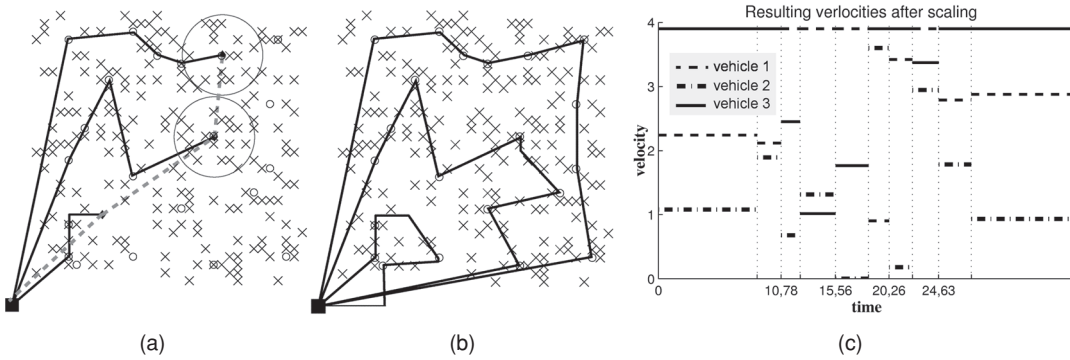 Resulting verlocities after scaling
4
3
2
1
0
velocity
vehicle 1
vehicle 2
vehicle 3
0
10,78
15,56
20,26
24,63
time
(a)
(b)
(c)